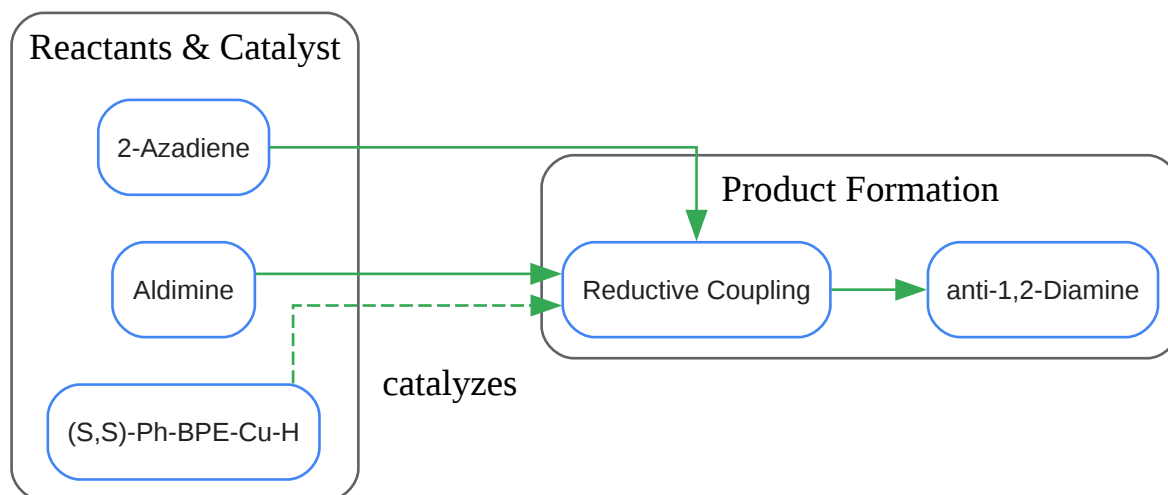 Reactants & Catalyst
2-Azadiene
Aldimine
(S,S)-Ph-BPE-Cu-H
catalyzes
Product Formation
Reductive Coupling
anti-1,2-Diamine